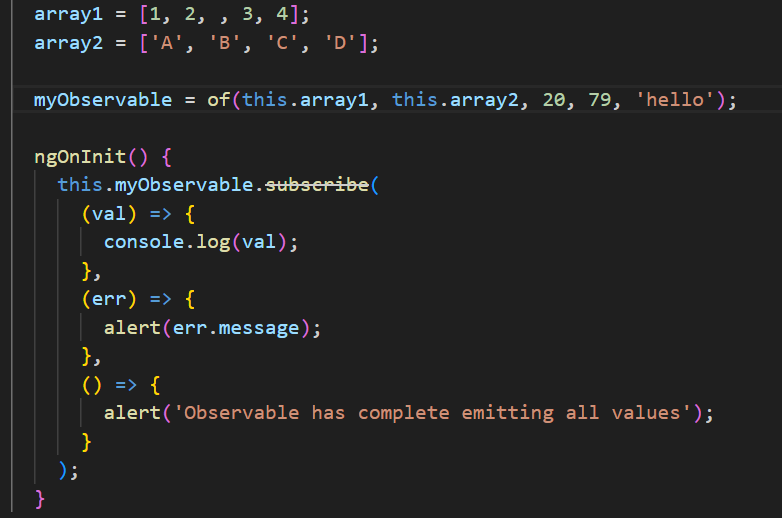 array1 = [1, 2, , 3, 4];
array2 = ['A', 'B', 'C', 'D'];
myObservable = of(this.array1, this.array2, 20, 79, 'hello');
ngOnInit() {
this.myObservable.subscribe(
(val) => {
console.log(val);
},
(err) => {
alert(err.message);
},
() => {
alert('Observable has complete emitting all values');
}
);
}